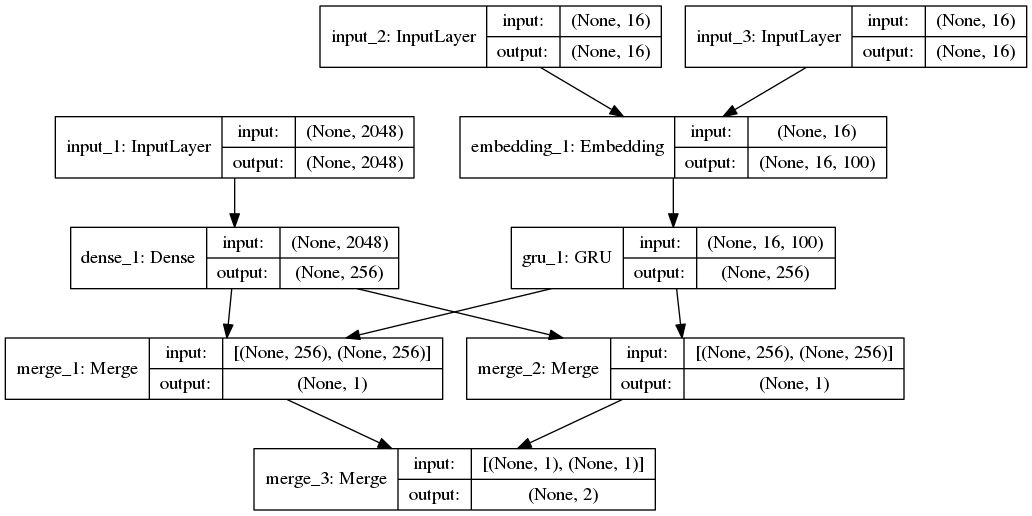 input_2: InputLayer
input: (None, 16)
output: (None, 16)
input_3: InputLayer
input: (None, 16)
output: (None, 16)
input_1: InputLayer
input: (None, 2048)
output: (None, 2048)
embedding_1: Embedding
input: (None, 16)
output: (None, 16, 100)
dense_1: Dense
input: (None, 2048)
output: (None, 256)
gru_1: GRU
input: (None, 16, 100)
output: (None, 256)
merge_1: Merge
input: [(None, 256), (None, 256)]
output: (None, 1)
merge_2: Merge
input: [(None, 256), (None, 256)]
output: (None, 1)
merge_3: Merge
input: [(None, 1), (None, 1)]
output: (None, 2)